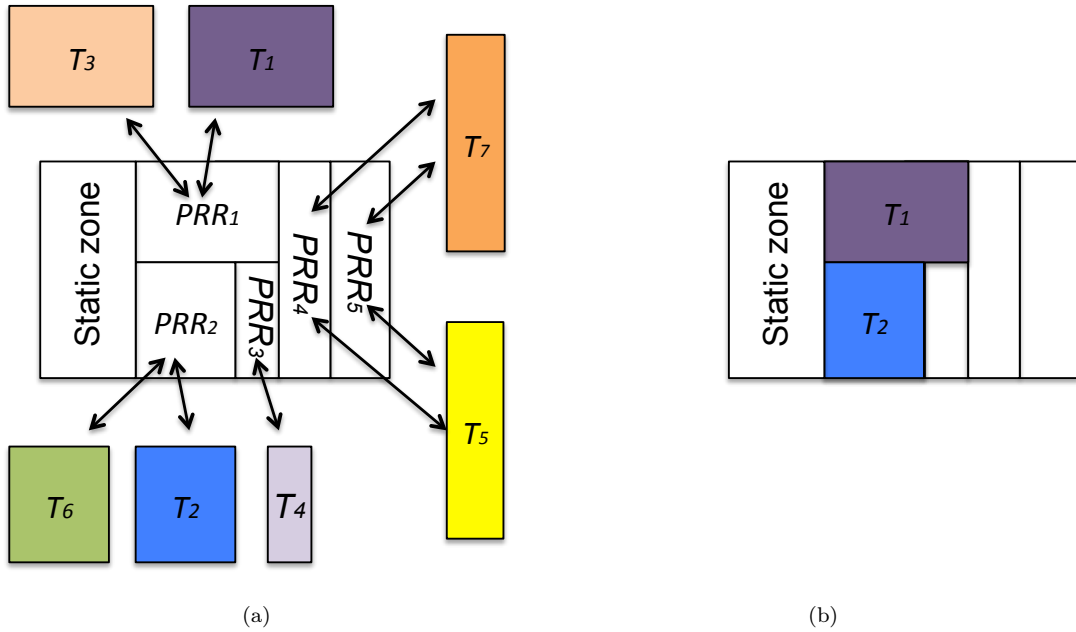 T3
T1
T7
Static zone
PRR1
PRR2
PRR3
PRR4
PRR5
T5
T6
T2
T4
(a)
Static zone
T1
T2
(b)